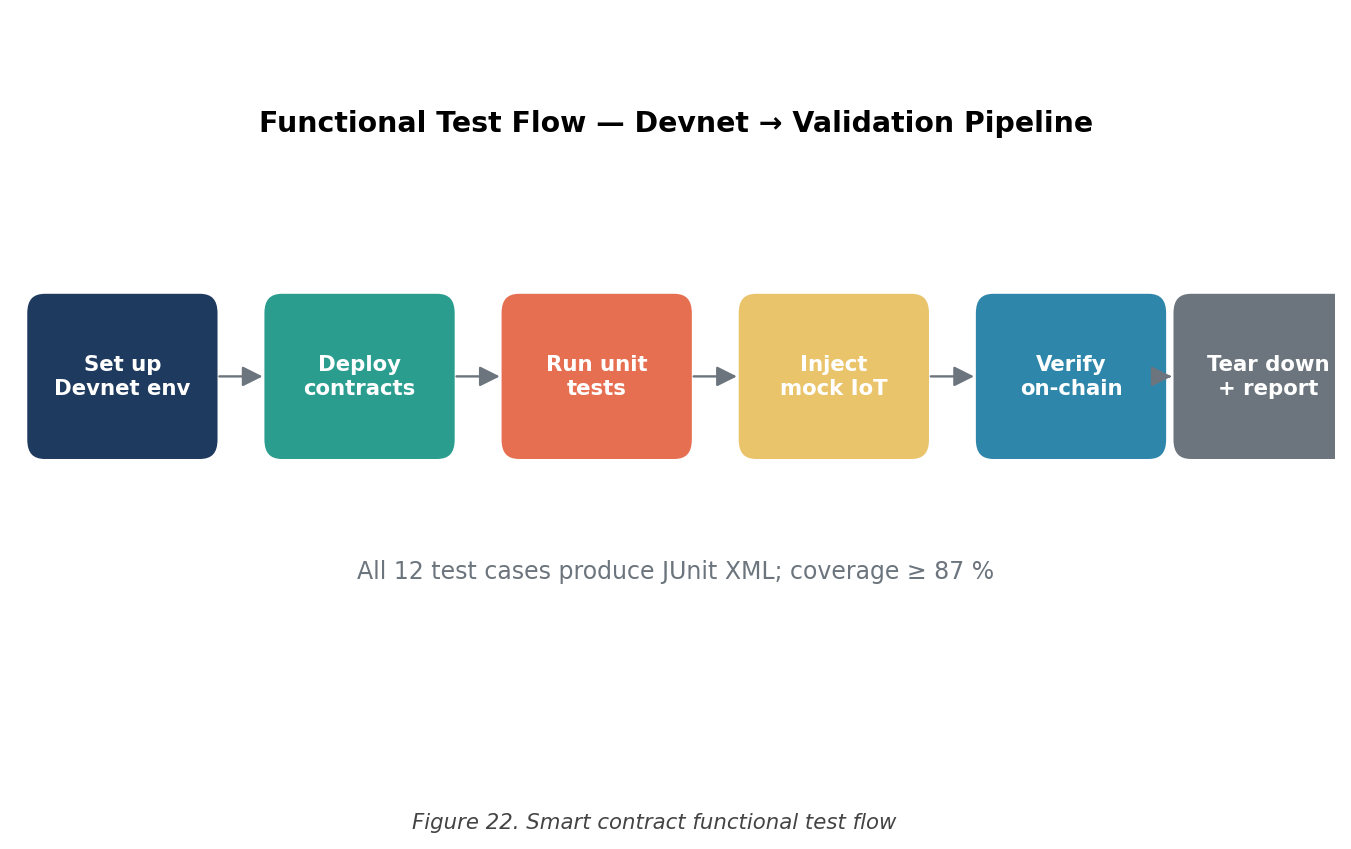 Functional Test Flow — Devnet → Validation Pipeline
Set up
Devnet env
Deploy
contracts
Run unit
tests
Inject
mock IoT
Verify
on-chain
Tear down
+ report
All 12 test cases produce JUnit XML; coverage ≥ 87 %
Figure 22. Smart contract functional test flow